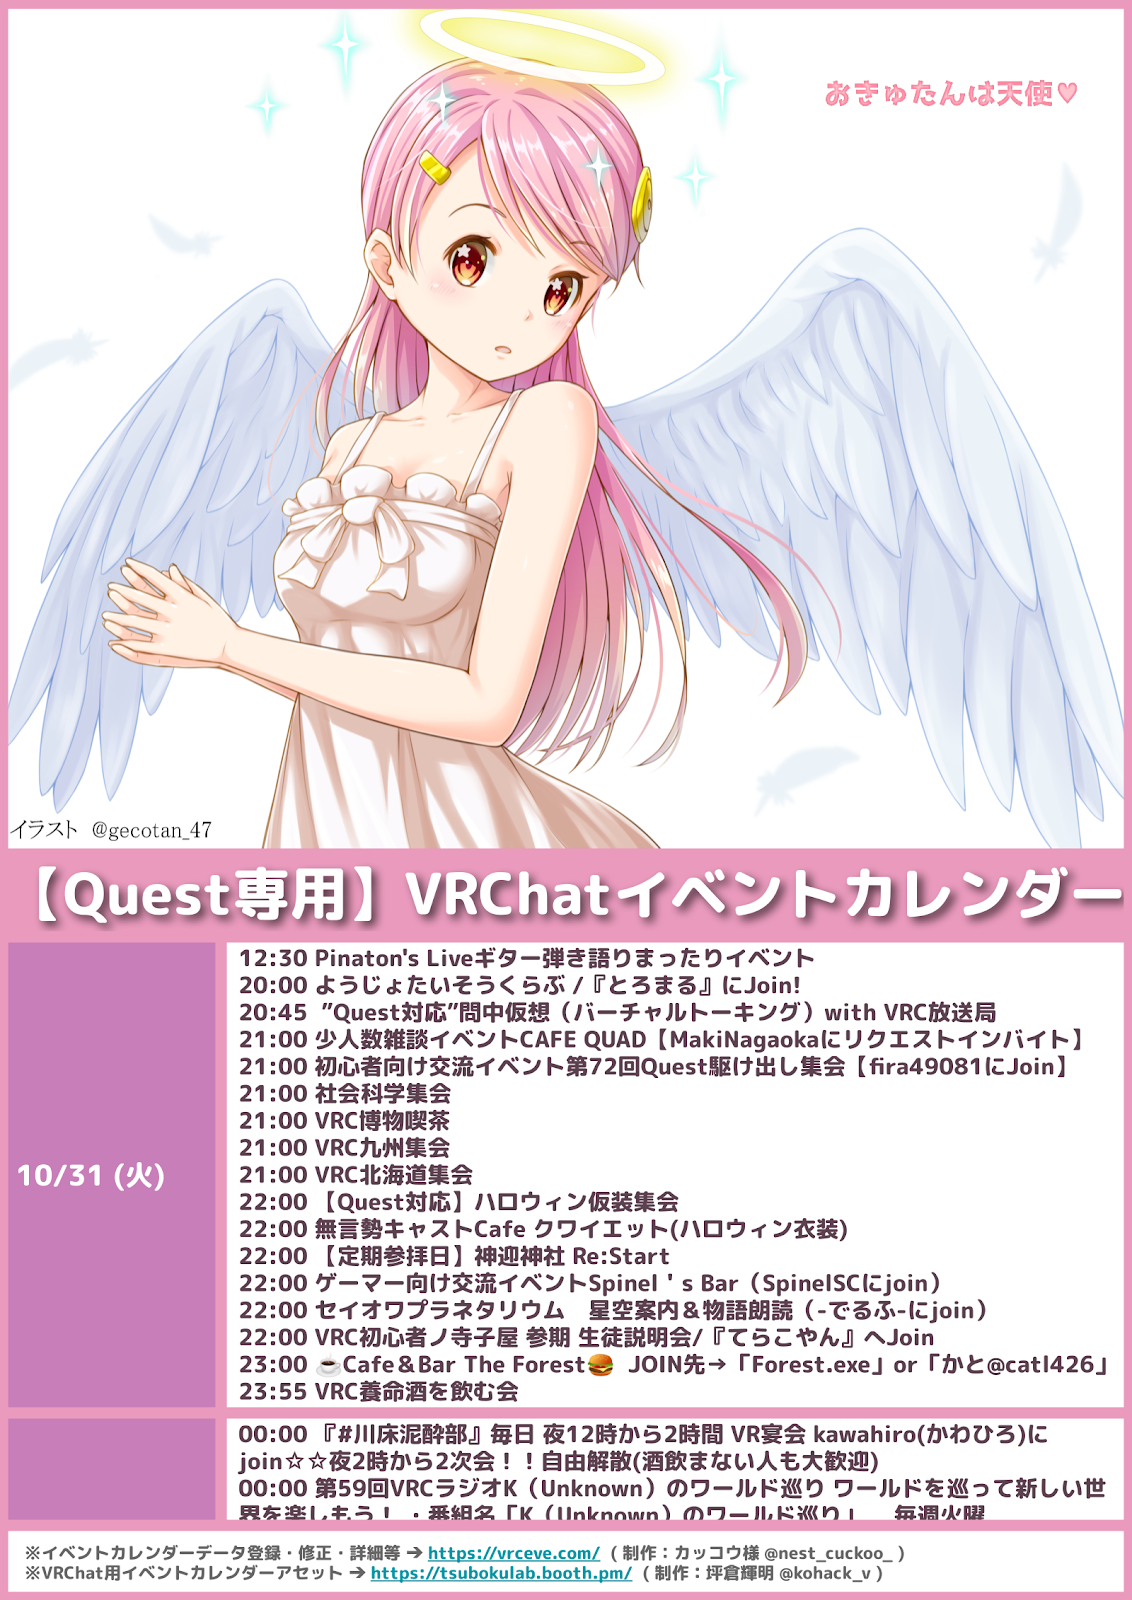 おきゅたんは天使♥
イラスト @gecotan_47
【Quest専用】VRChatイベントカレンダー
10/31 (火)
12:30 Pinaton's Liveギター弾き語りまったりイベント
20:00 ようじょたいそうくらぶ /『とろまる』にJoin!
20:45 ”Quest対応”問中仮想（バーチャルトーキング）with VRC放送局
21:00 少人数雑談イベントCAFE QUAD【MakiNagaokaにリクエストインバイト】
21:00 初心者向け交流イベント第72回Quest駆け出し集会【fira49081にJoin】
21:00 社会科学集会
21:00 VRC博物喫茶
21:00 VRC九州集会
21:00 VRC北海道集会
22:00 【Quest対応】ハロウィン仮装集会
22:00 無言勢キャストCafe クワイエット(ハロウィン衣装)
22:00 【定期参拝日】神迎神社 Re:Start
22:00 ゲーマー向け交流イベントSpinel ' s Bar（SpinelSCにjoin）
22:00 セイオワプラネタリウム　星空案内＆物語朗読（-でるふ-にjoin）
22:00 VRC初心者ノ寺子屋 参期 生徒説明会/『てらこやん』へJoin
23:00 ☕Cafe＆Bar The Forest🍔 JOIN先→「Forest.exe」or「かと@catl426」
23:55 VRC養命酒を飲む会
00:00 『#川床泥酔部』毎日 夜12時から2時間 VR宴会 kawahiro(かわひろ)に
join☆☆夜2時から2次会！！自由解散(酒飲まない人も大歓迎)
00:00 第59回VRCラジオK（Unknown）のワールド巡り ワールドを巡って新しい世
界を楽しもう！・番組名「K（Unknown）のワールド巡り」 毎週火曜
※イベントカレンダーデータ登録・修正・詳細等 ➔ https://vrceve.com/ ( 制作：カッコウ様 @nest_cuckoo_ )
※VRChat用イベントカレンダーアセット ➔ https://tsubokulab.booth.pm/ ( 制作：坪倉輝明 @kohack_v )